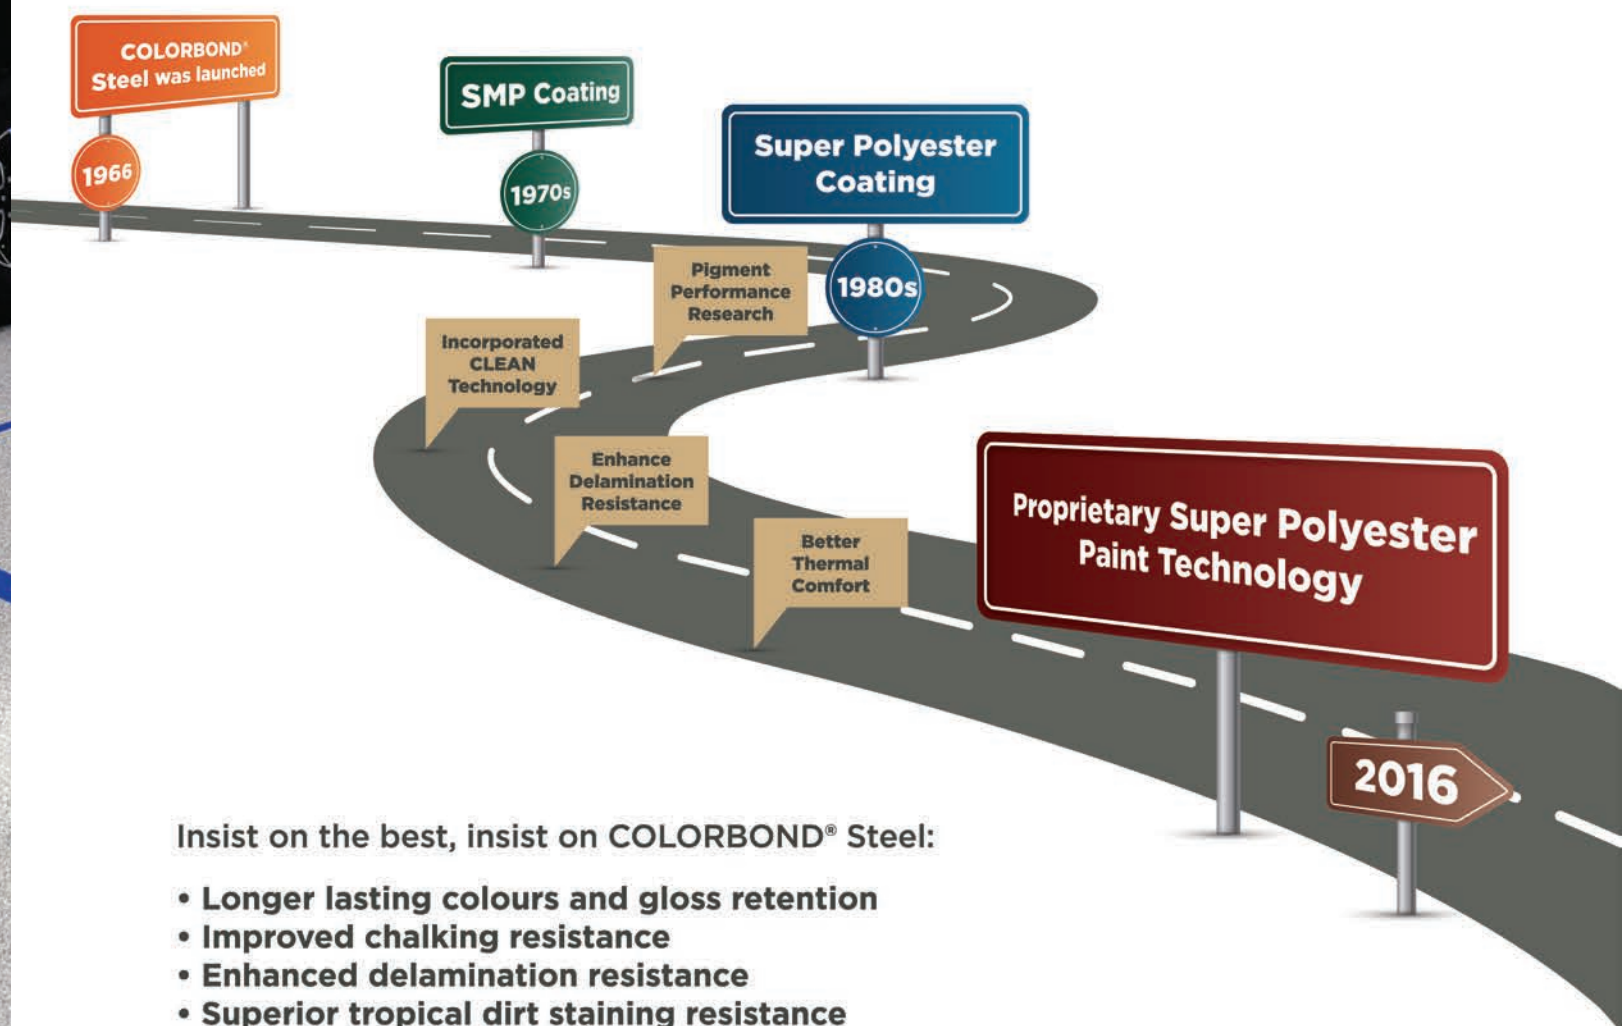 COLORBOND®
Steel was launched
1966
SMP Coating
1970s
Super Polyester
Coating
1980s
Pigment
Performance
Research
Incorporated
CLEAN
Technology
Enhance
Delamination
Resistance
Better
Thermal
Comfort
Proprietary Super Polyester
Paint Technology
2016
Insist on the best, insist on COLORBOND® Steel:
• Longer lasting colours and gloss retention
• Improved chalking resistance
• Enhanced delamination resistance
• Superior tropical dirt staining resistance